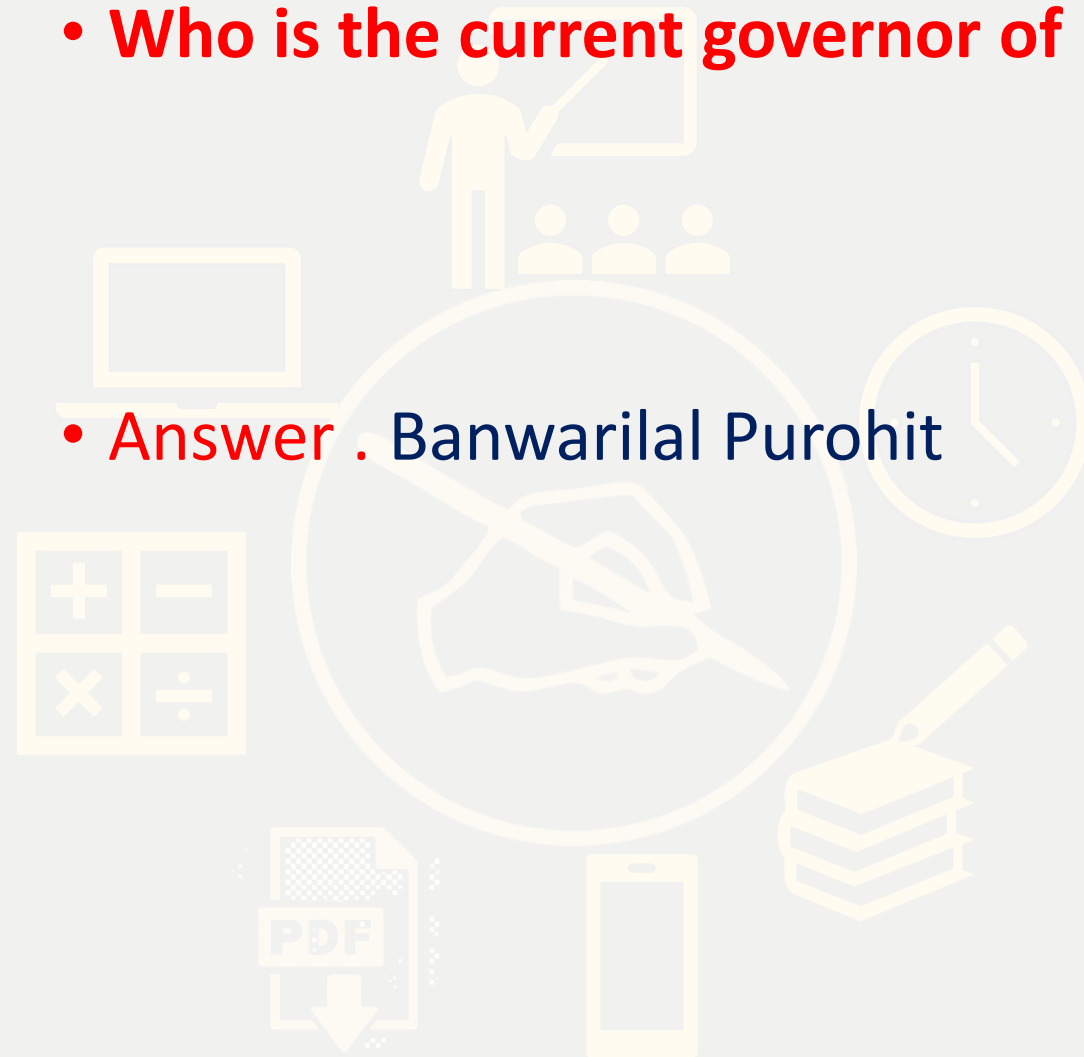 • Who is the current governor of
• Answer . Banwarilal Purohit
+ −
× ÷
PDF